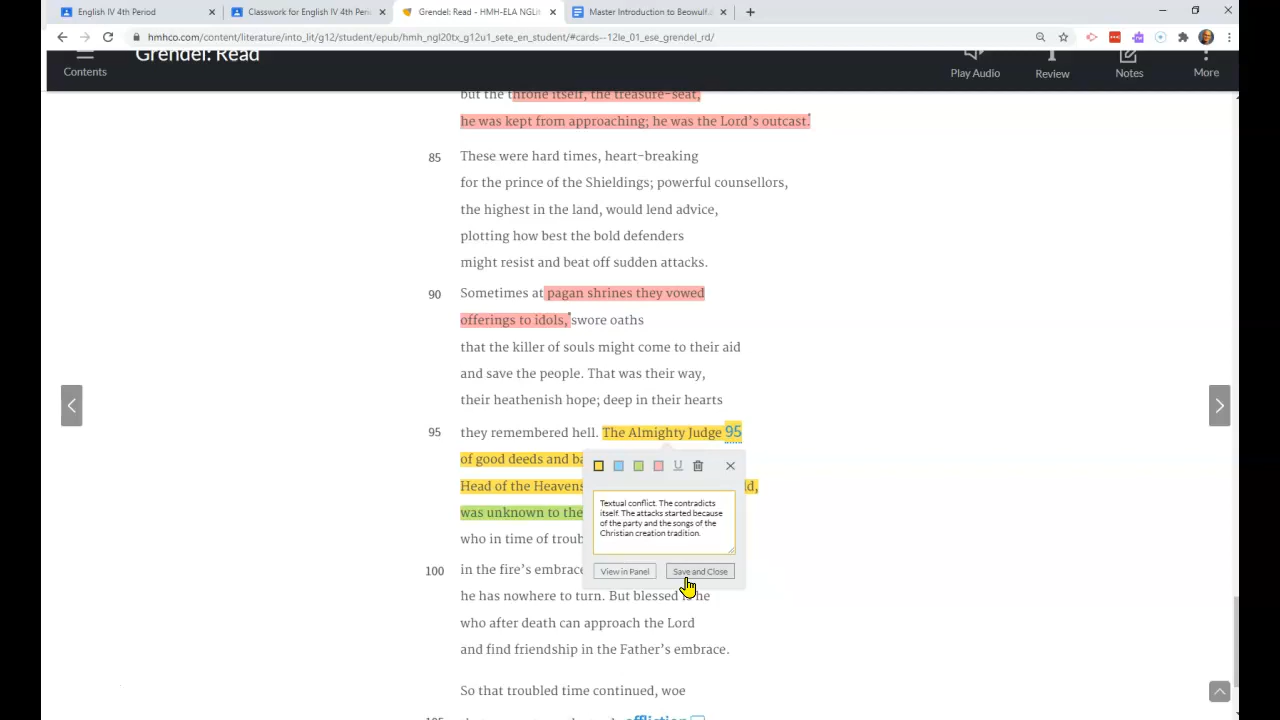 English IV 4th Period
Classwork for English IV 4th Peri
Grendel: Read - HMH-ELA NGLin
Master Introduction to Beowulf.
hmhco.com/content/literature/into_lit/g12/student/epub/hmh_ngl20tx_g12u1_sete_en_student/#cards--12le_01_ese_grendel_rd/
Contents
Grendel: Read
Play Audio
Review
Notes
More
but the throne itself, the treasure-seat,
he was kept from approaching; he was the Lord's outcast.
85 These were hard times, heart-breaking
for the prince of the Shieldings; powerful counsellors,
the highest in the land, would lend advice,
plotting how best the bold defenders
might resist and beat off sudden attacks.
90 Sometimes at pagan shrines they vowed
offerings to idols, swore oaths
that the killer of souls might come to their aid
and save the people. That was their way,
their heathenish hope; deep in their hearts
95 they remembered hell. The Almighty Judge 95
of good deeds and ba
Head of the Heavens ld,
was unknown to the
who in time of troub
100 in the fire's embrace
he has nowhere to turn. But blessed is he
who after death can approach the Lord
and find friendship in the Father's embrace.
So that troubled time continued, woe
U
Textual conflict. The contradicts
itself. The attacks started because
of the party and the songs of the
Christian creation tradition.
View in Panel
Save and Close